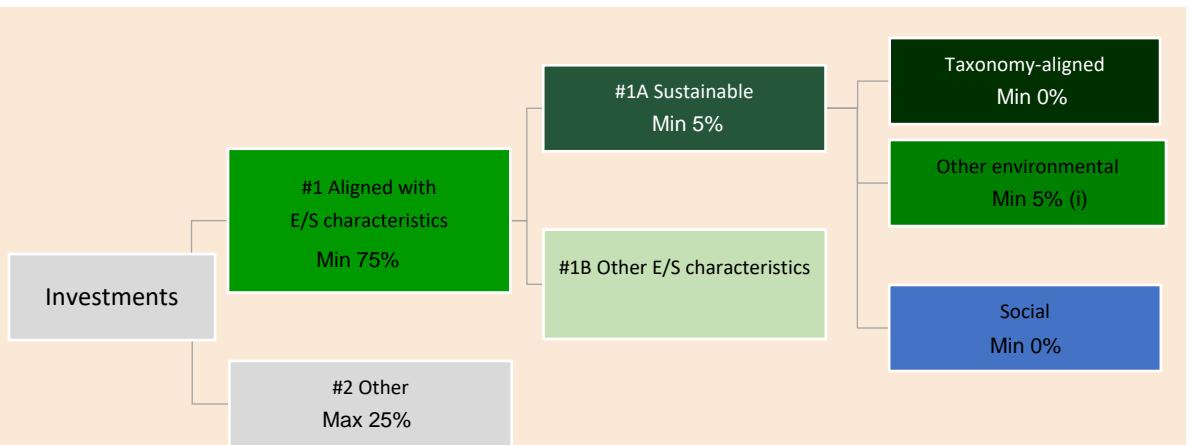 Investments
#1 Aligned with
E/S characteristics
Min 75%
#2 Other
Max 25%
#1A Sustainable
Min 5%
#1B Other E/S characteristics
Taxonomy-aligned
Min 0%
Other environmental
Min 5% (i)
Social
Min 0%